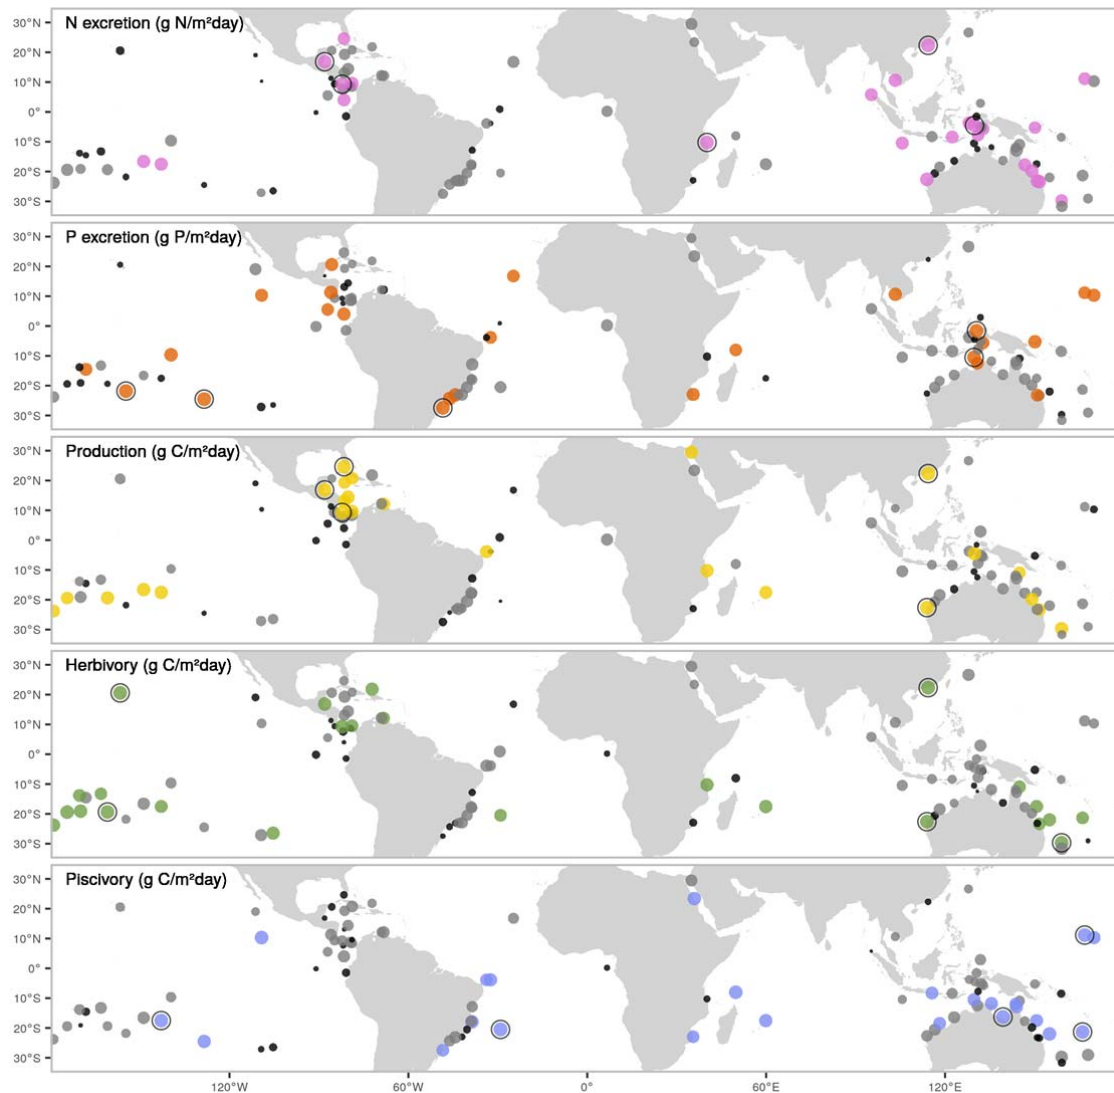 N excretion (g N/m²day)
30°N
20°N
10°N
0°
10°S
20°S
30°S
P excretion (g P/m²day)
30°N
20°N
10°N
0°
10°S
20°S
30°S
Production (g C/m²day)
30°N
20°N
10°N
0°
10°S
20°S
30°S
Herbivory (g C/m²day)
30°N
20°N
10°N
0°
10°S
20°S
30°S
Piscivory (g C/m²day)
30°N
20°N
10°N
0°
10°S
20°S
30°S
120°W 60°W 0° 60°E 120°E